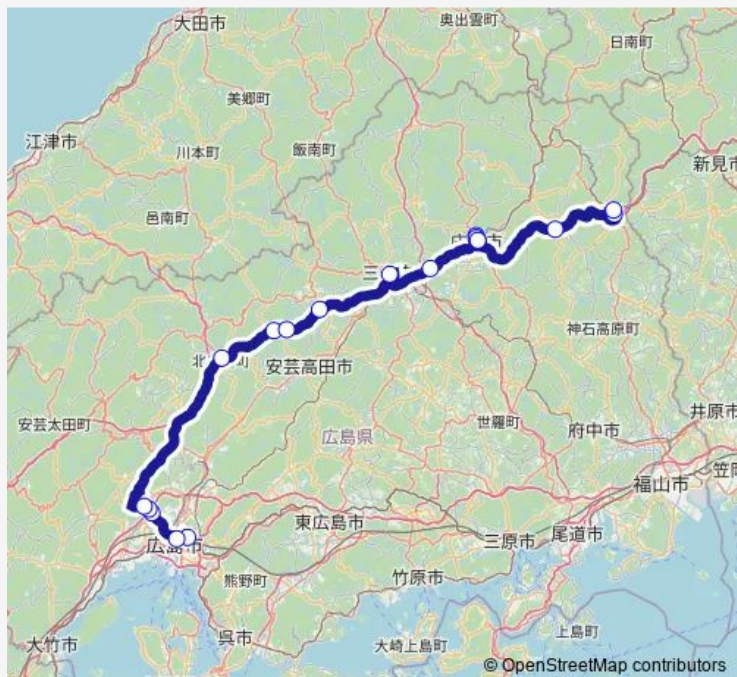 大田市
奥出雲町
日南町
美郷町
江津市
飯南町
川本町
新見市
邑南町
神石高原町
安芸高田市
井原市
世羅町
安芸太田町
府中市
広島県
福山市
東広島市
三原市
尾道市
広島市
熊野町
竹原市
上島町
呉市
大竹市
大崎上島町
© OpenStreetMap contributors